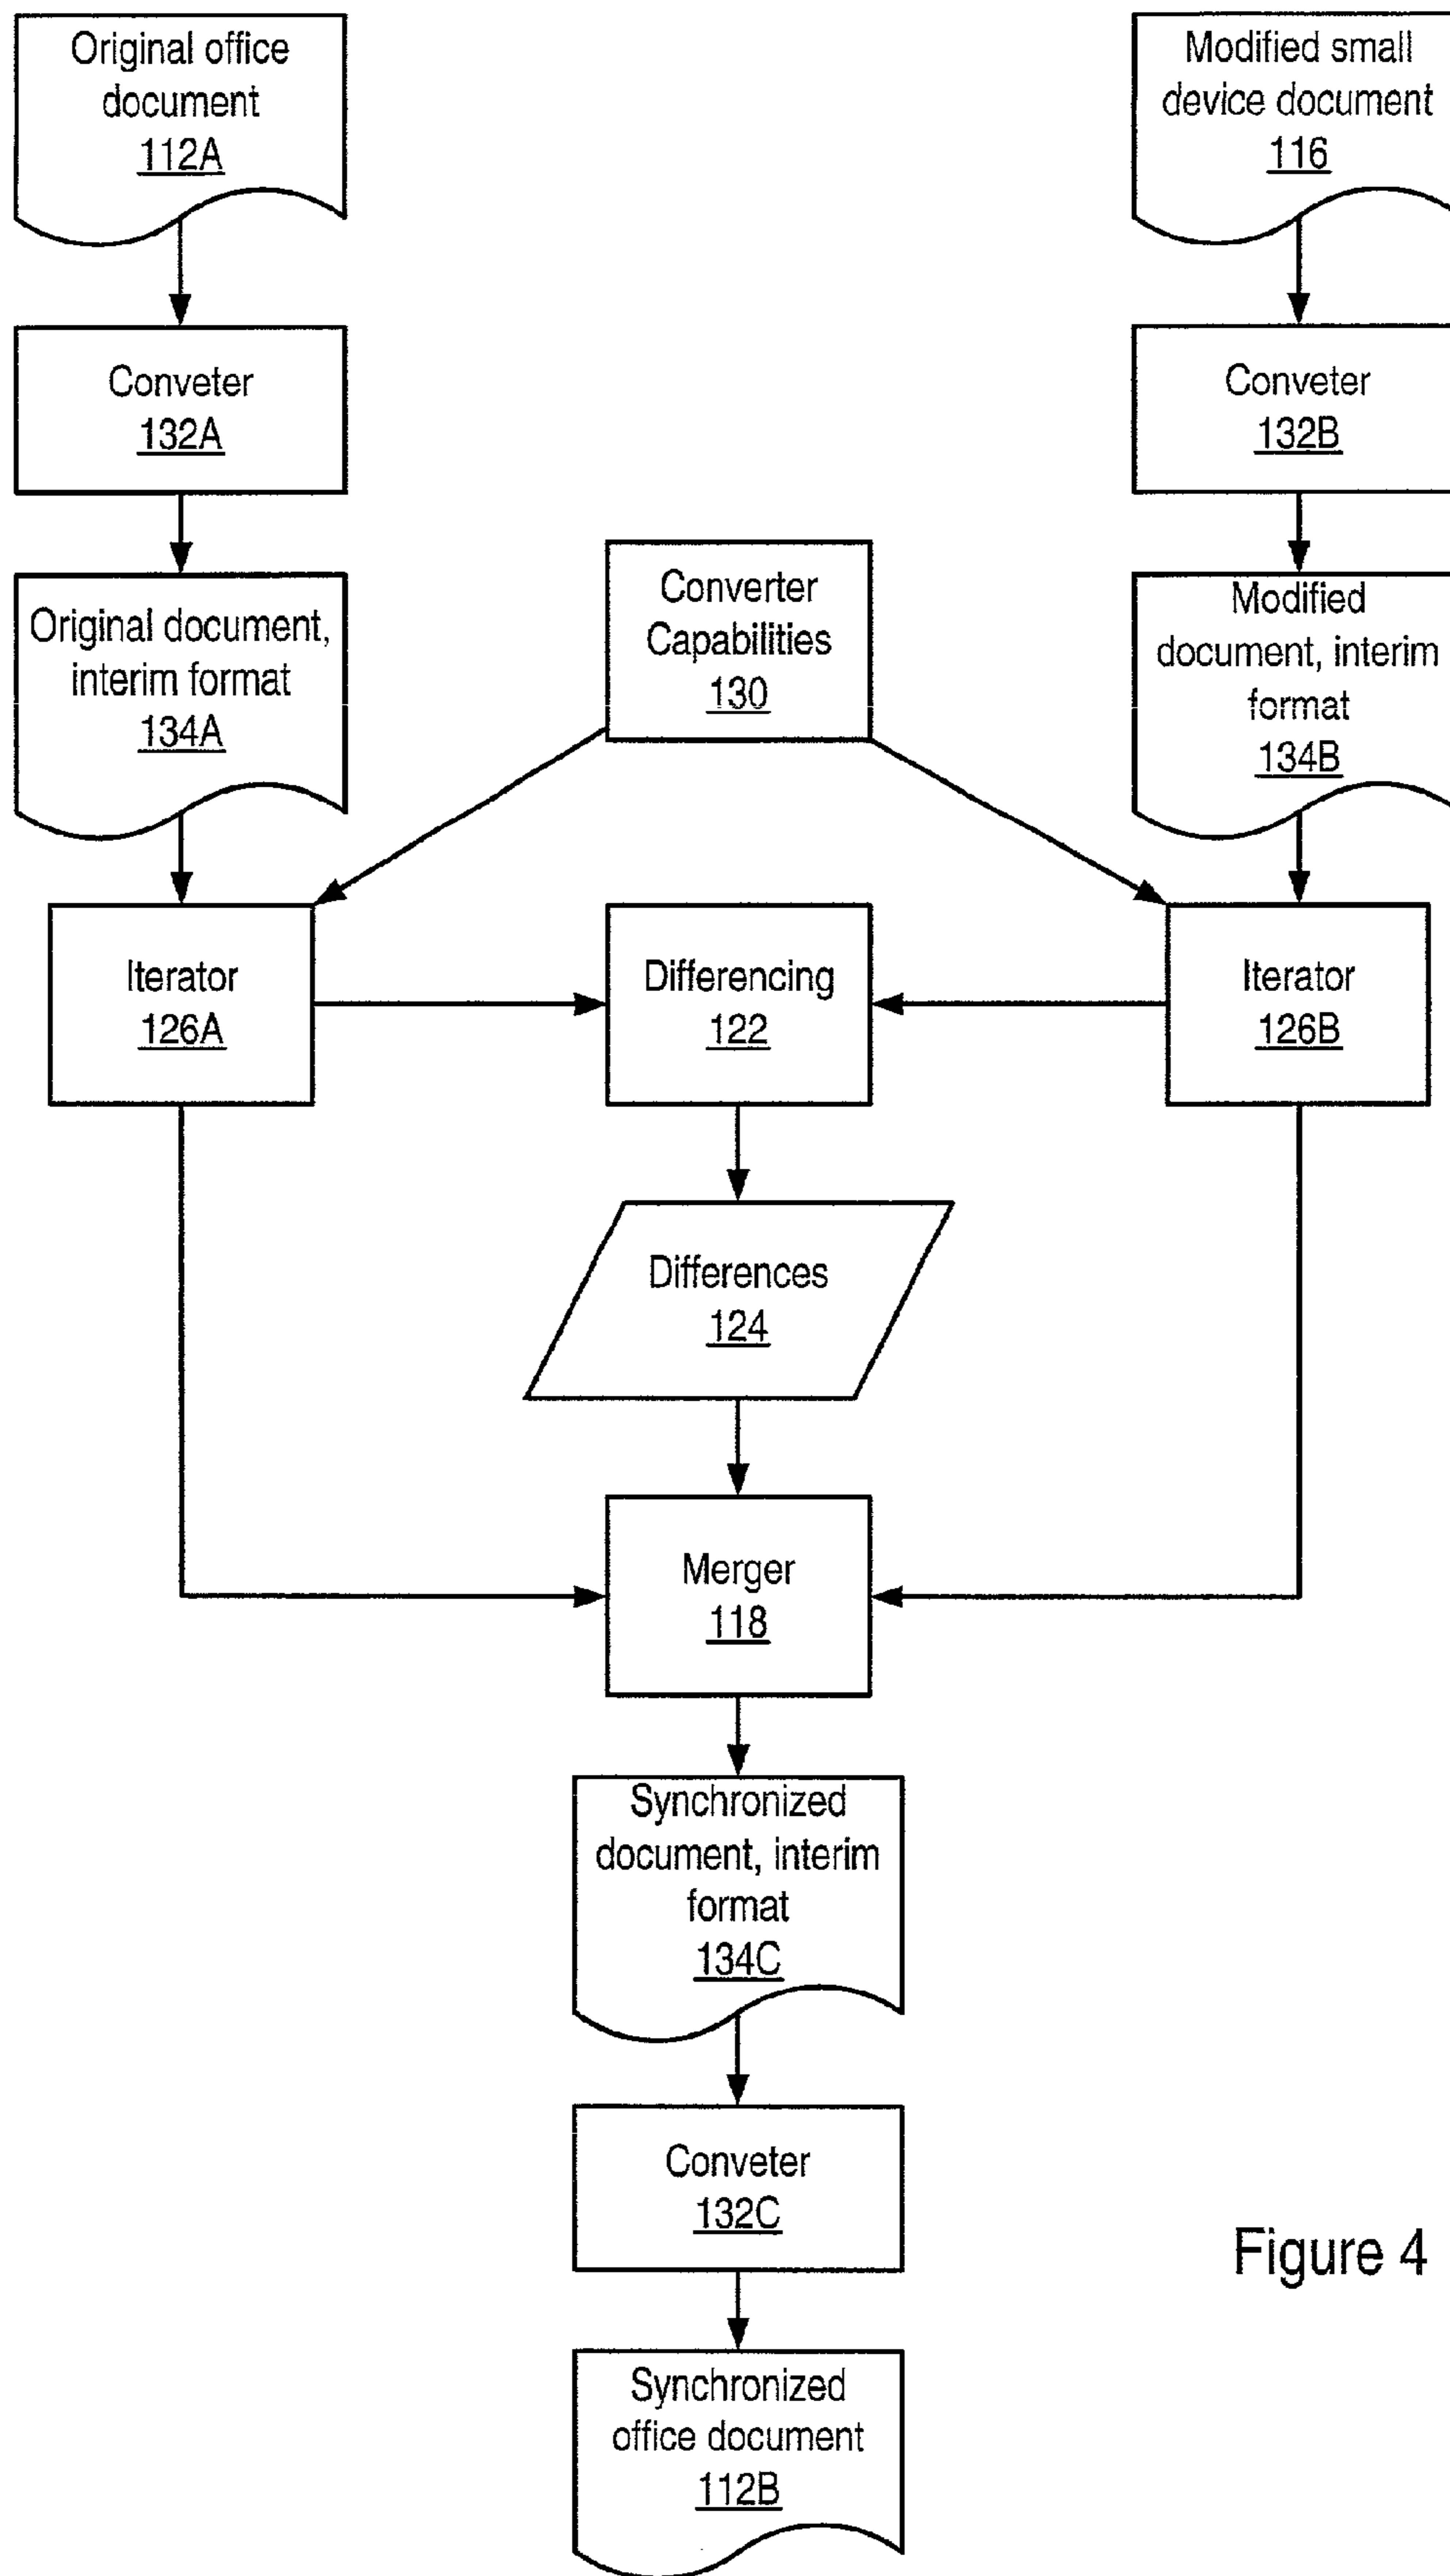 Original office
document
112A
Modified small
device document
116
Conveter
132A
Conveter
132B
Original document,
interim format
134A
Converter
Capabilities
130
Modified
document, interim
format
134B
Iterator
126A
Differencing
122
Iterator
126B
Differences
124
Merger
118
Synchronized
document, interim
format
134C
Conveter
132C
Figure 4
Synchronized
office document
112B